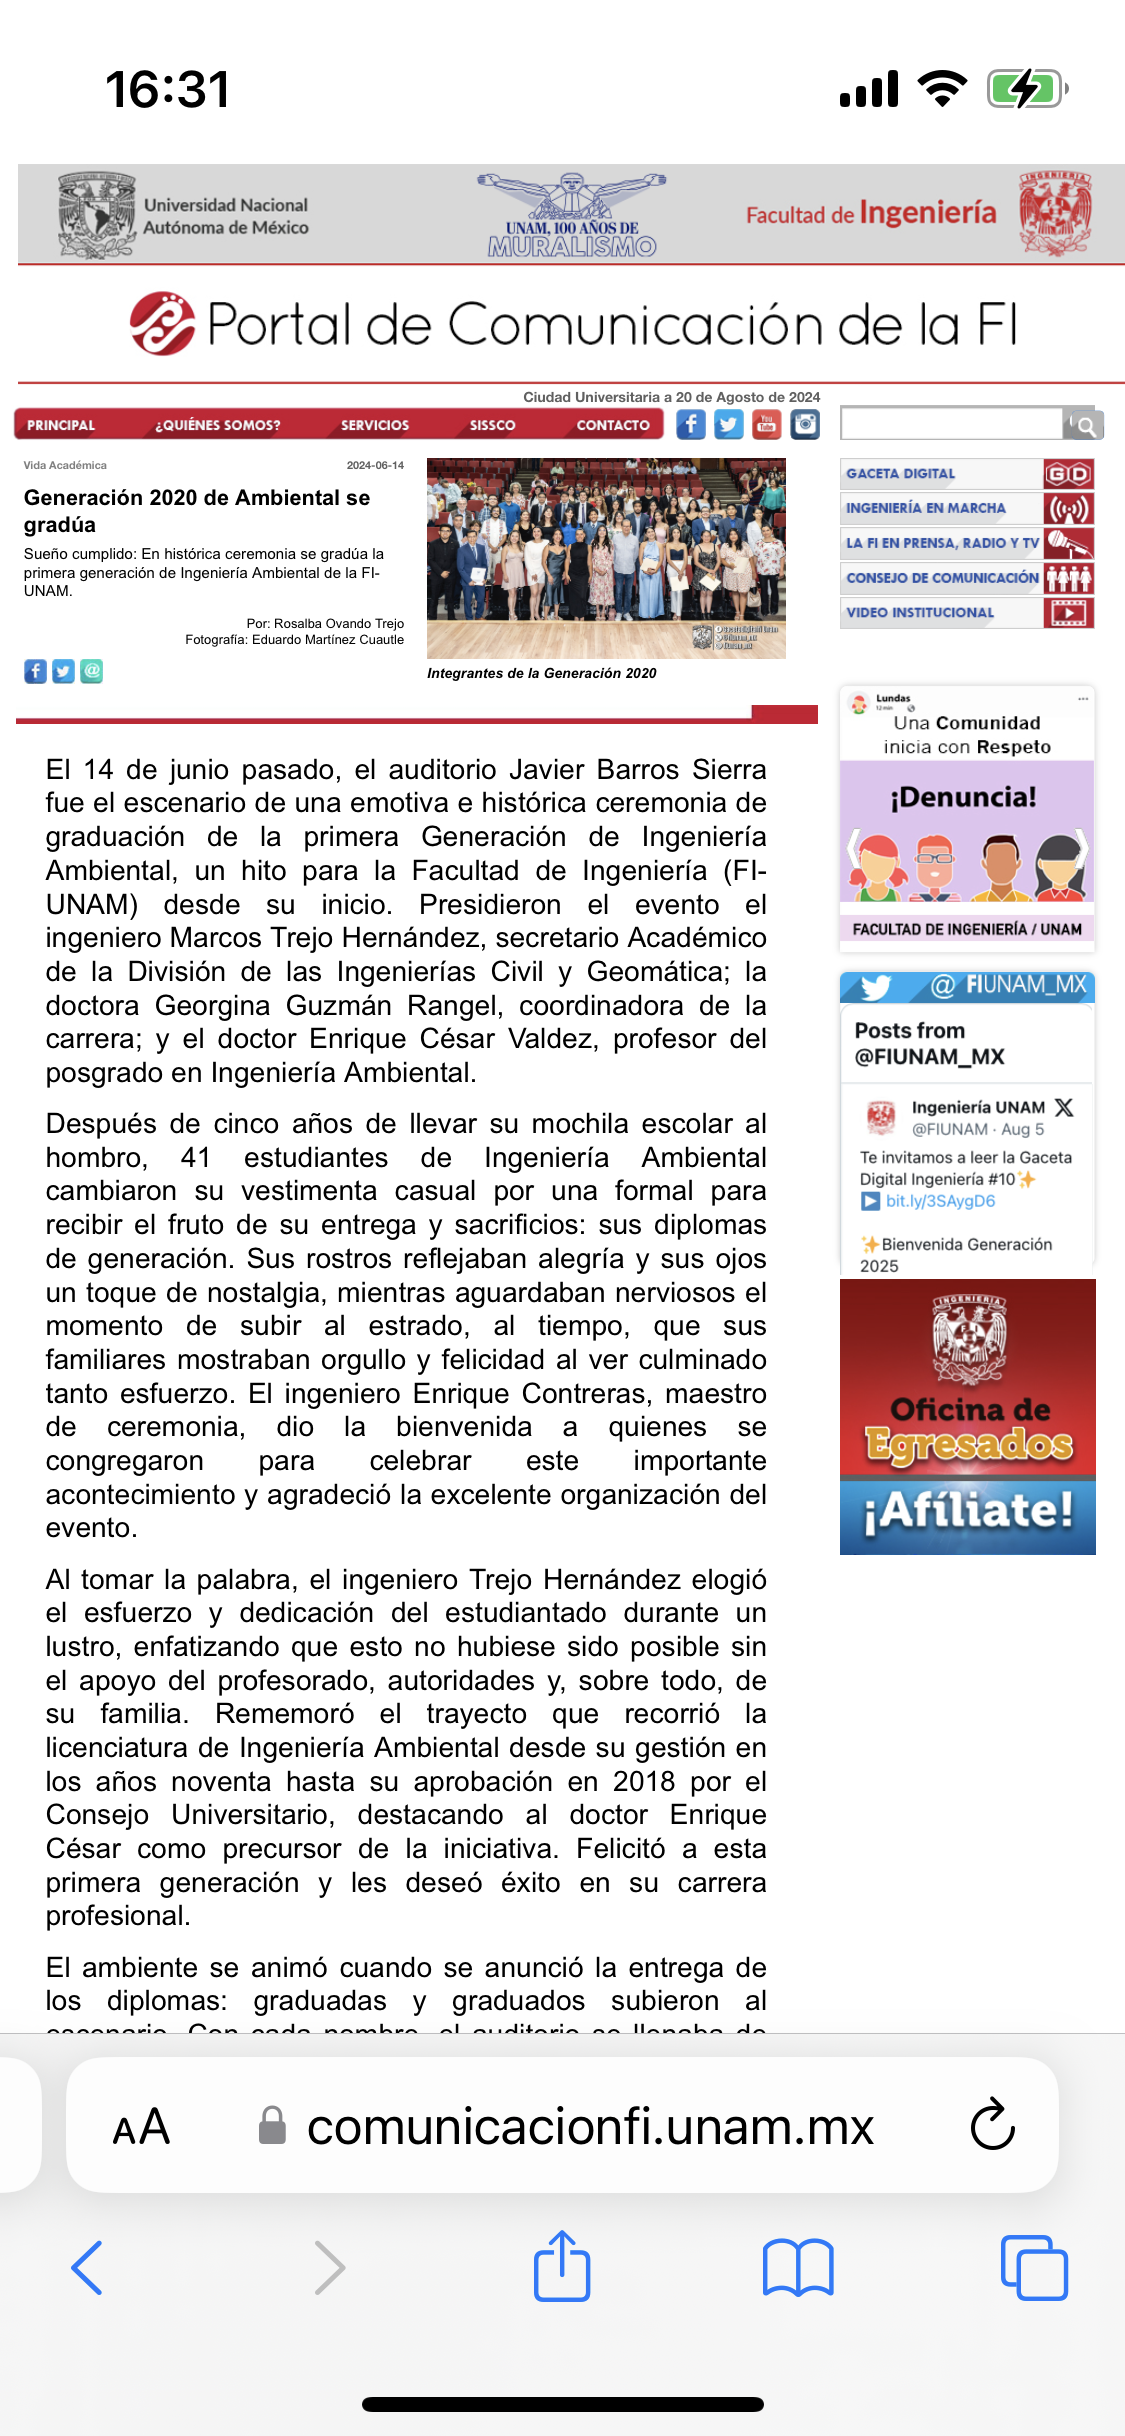 16:31
Universidad Nacional
Autónoma de México
UNAM, 100 AÑOS DE
MURALISMO
Facultad de Ingeniería
INGENIERIA
Portal de Comunicación de la FI
Ciudad Universitaria a 20 de Agosto de 2024
PRINCIPAL ¿QUIÉNES SOMOS? SERVICIOS SISSCO CONTACTO
Vida Académica 2024-06-14
Generación 2020 de Ambiental se
gradúa
Sueño cumplido: En histórica ceremonia se gradúa la
primera generación de Ingeniería Ambiental de la FI-
UNAM.
Por: Rosalba Ovando Trejo
Fotografía: Eduardo Martínez Cuautle
Integrantes de la Generación 2020
El 14 de junio pasado, el auditorio Javier Barros Sierra
fue el escenario de una emotiva e histórica ceremonia de
graduación de la primera Generación de Ingeniería
Ambiental, un hito para la Facultad de Ingeniería (FI-
UNAM) desde su inicio. Presidieron el evento el
ingeniero Marcos Trejo Hernández, secretario Académico
de la División de las Ingenierías Civil y Geomática; la
doctora Georgina Guzmán Rangel, coordinadora de la
carrera; y el doctor Enrique César Valdez, profesor del
posgrado en Ingeniería Ambiental.
Después de cinco años de llevar su mochila escolar al
hombro, 41 estudiantes de Ingeniería Ambiental
cambiaron su vestimenta casual por una formal para
recibir el fruto de su entrega y sacrificios: sus diplomas
de generación. Sus rostros reflejaban alegría y sus ojos
un toque de nostalgia, mientras aguardaban nerviosos el
momento de subir al estrado, al tiempo, que sus
familiares mostraban orgullo y felicidad al ver culminado
tanto esfuerzo. El ingeniero Enrique Contreras, maestro
de ceremonia, dio la bienvenida a quienes se
congregaron para celebrar este importante
acontecimiento y agradeció la excelente organización del
evento.
Al tomar la palabra, el ingeniero Trejo Hernández elogió
el esfuerzo y dedicación del estudiantado durante un
lustro, enfatizando que esto no hubiese sido posible sin
el apoyo del profesorado, autoridades y, sobre todo, de
su familia. Rememoró el trayecto que recorrió la
licenciatura de Ingeniería Ambiental desde su gestión en
los años noventa hasta su aprobación en 2018 por el
Consejo Universitario, destacando al doctor Enrique
César como precursor de la iniciativa. Felicitó a esta
primera generación y les deseó éxito en su carrera
profesional.
El ambiente se animó cuando se anunció la entrega de
los diplomas: graduadas y graduados subieron al
escenario. Con cada nombre, el auditorio se llenaba de
GACETA DIGITAL GD
INGENIERÍA EN MARCHA
LA FI EN PRENSA, RADIO Y TV
CONSEJO DE COMUNICACIÓN
VIDEO INSTITUCIONAL
Lundas
12 min
Una Comunidad
inicia con Respeto
¡Denuncia!
FACULTAD DE INGENIERÍA / UNAM
@ FIUNAM_MX
Posts from
@FIUNAM_MX
Ingeniería UNAM
@FIUNAM · Aug 5
Te invitamos a leer la Gaceta
Digital Ingeniería #10✨
▶ bit.ly/3SAygD6
✨Bienvenida Generación
2025
INGENIERIA
Oficina de
Egresados
¡Afíliate!
AA comunicacionfi.unam.mx